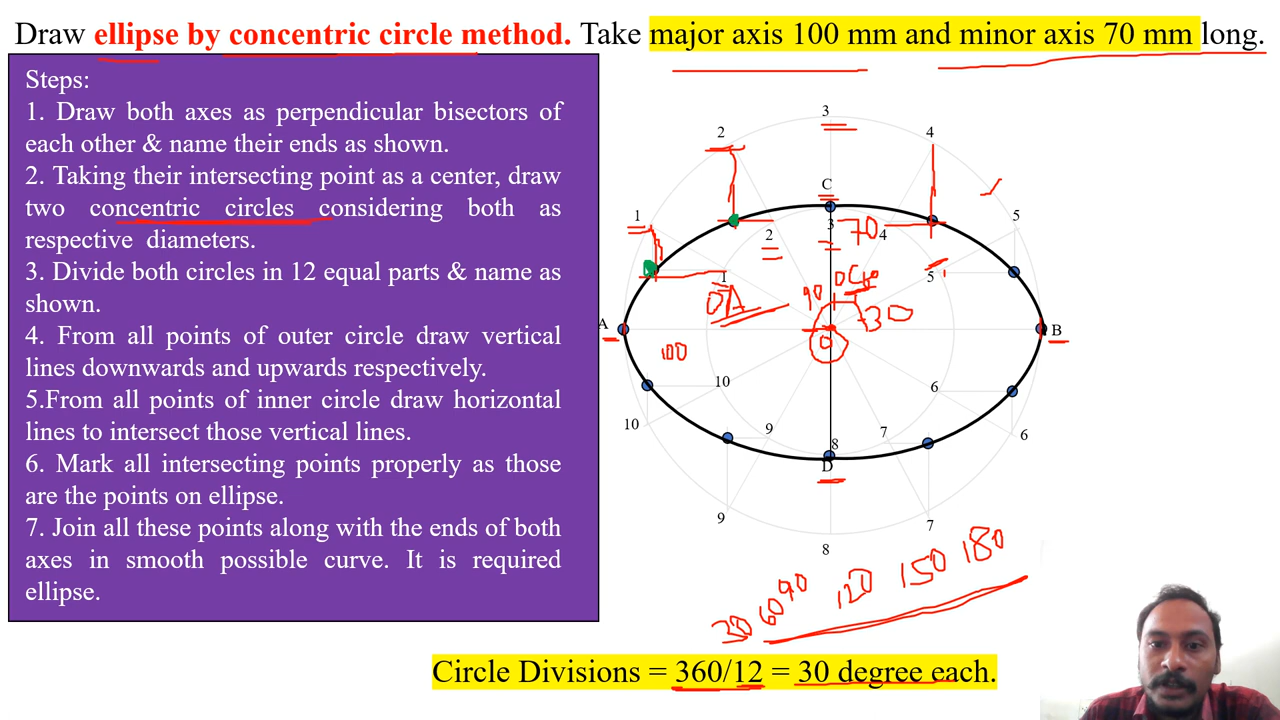 Draw ellipse by concentric circle method. Take major axis 100 mm and minor axis 70 mm long.
Steps:
1. Draw both axes as perpendicular bisectors of
each other & name their ends as shown.
2. Taking their intersecting point as a center, draw
two concentric circles considering both as
respective diameters.
3. Divide both circles in 12 equal parts & name as
shown.
4. From all points of outer circle draw vertical
lines downwards and upwards respectively.
5.From all points of inner circle draw horizontal
lines to intersect those vertical lines.
6. Mark all intersecting points properly as those
are the points on ellipse.
7. Join all these points along with the ends of both
axes in smooth possible curve. It is required
ellipse.
3
2 4
C
1 5
2 3 70 4
1 5
OA 90 30
A B
O
100
10 6
10 9 8 7 6
D
9 7
8
30 60 90 120 150 180
Circle Divisions = 360/12 = 30 degree each.